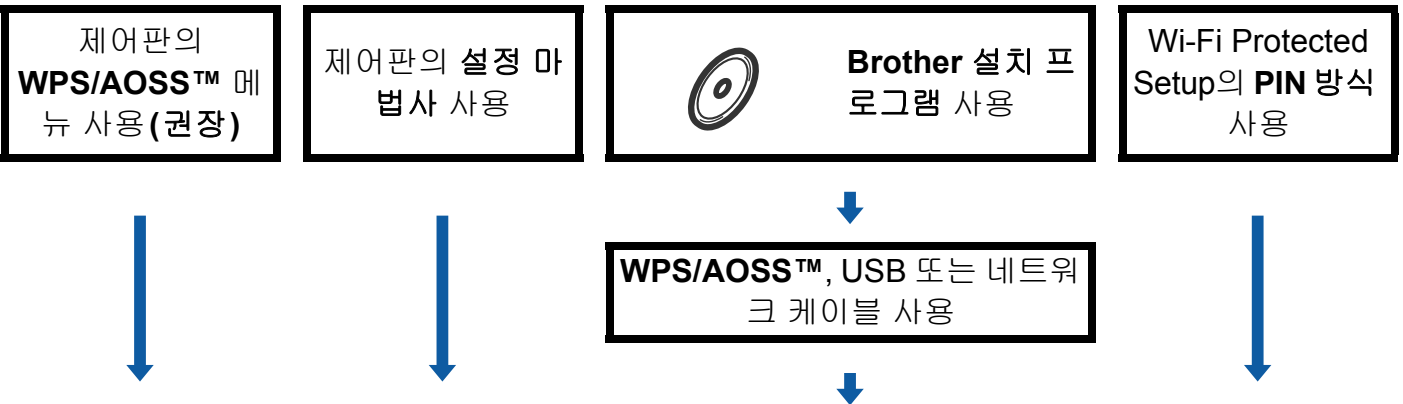 제어판의
WPS/AOSS™ 메
뉴 사용(권장)
제어판의 설정 마
법사 사용
Brother 설치 프
로그램 사용
Wi-Fi Protected
Setup의 PIN 방식
사용
WPS/AOSS™, USB 또는 네트워
크 케이블 사용